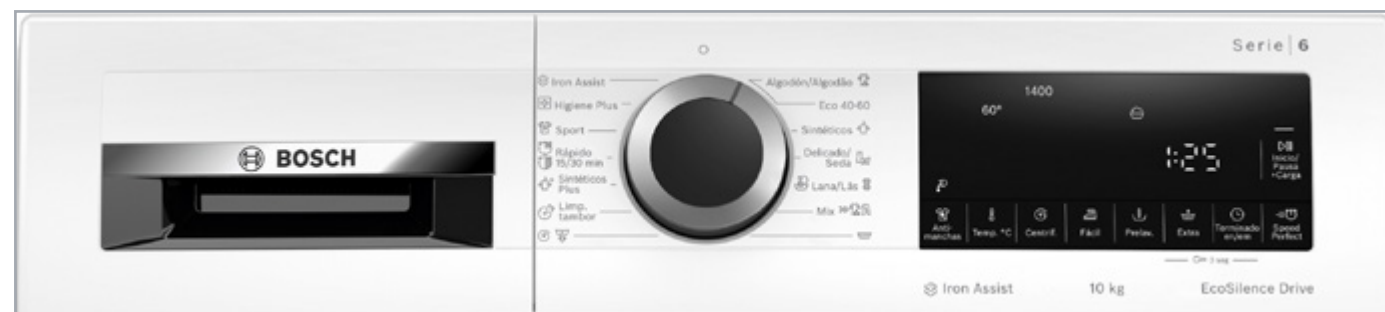 Serie | 6
BOSCH
Iron Assist
Higiene Plus
Sport
Rápido
15/30 min
Sintéticos
Plus
Limp.
tambor
Algodón/Algodão
Eco 40-60
Sintéticos
Delicado/
Seda
Lana/Lãs
Mix
1400
60°
1:25
Inicio/
Pausa
+Carga
Anti-
manchas
Temp. °C
Centrif.
Fácil
Prelav.
Extra
Terminado
en/em
Speed
Perfect
3 seg
Iron Assist
10 kg
EcoSilence Drive